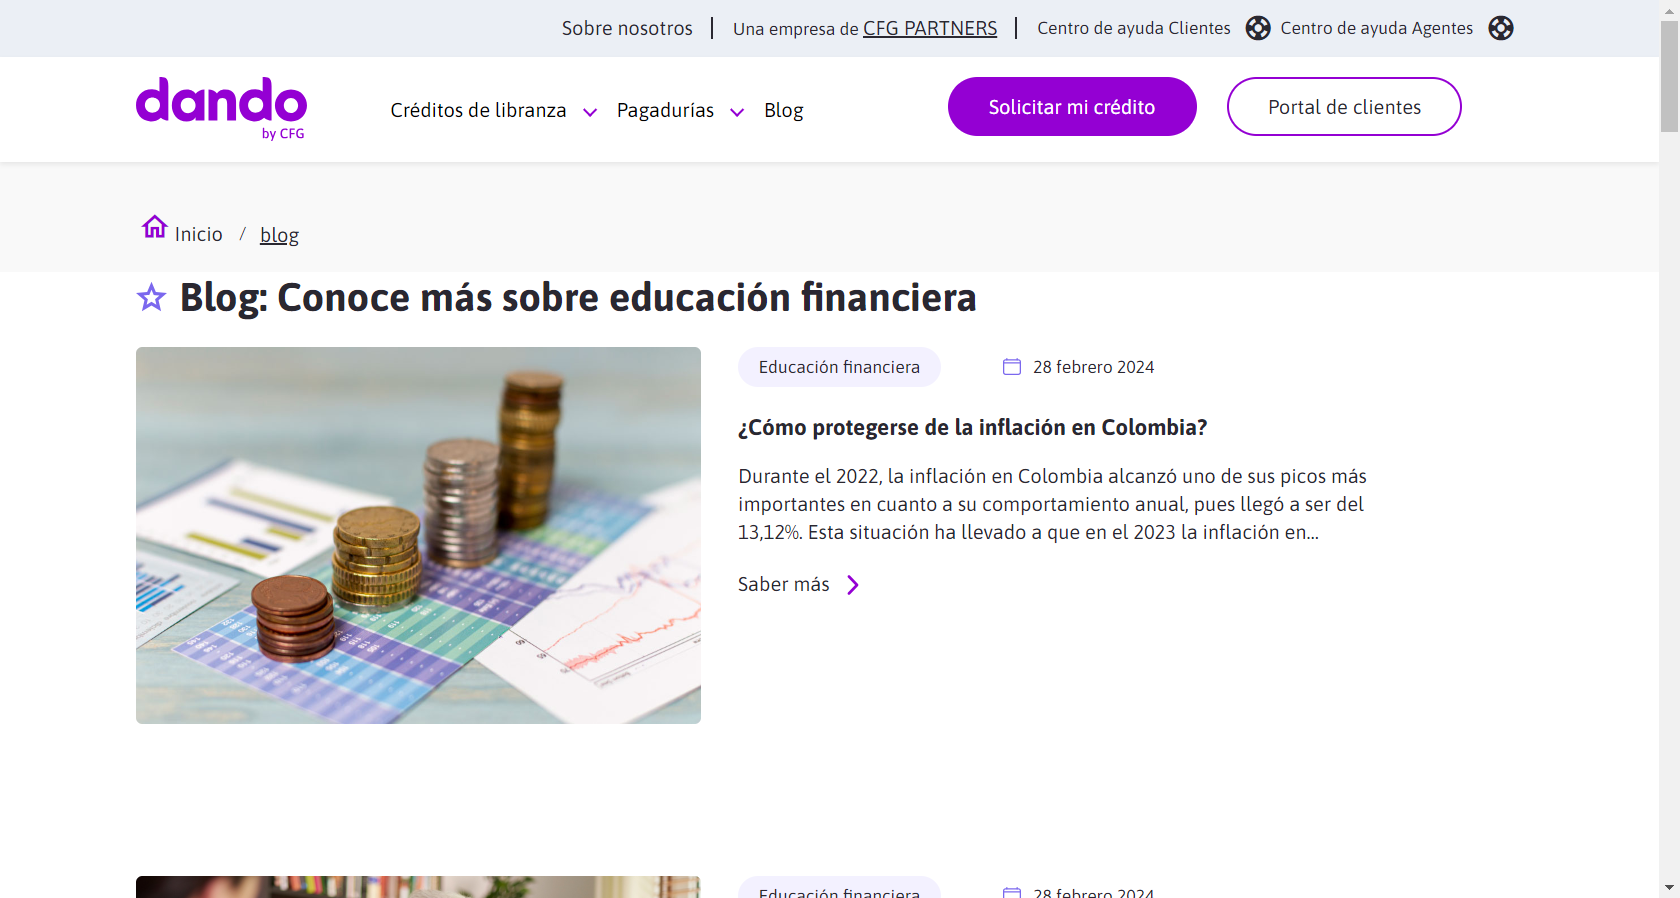 Sobre nosotros
Una empresa de CFG PARTNERS
Centro de ayuda Clientes
Centro de ayuda Agentes
dando
by CFG
Créditos de libranza
Pagadurías
Blog
Solicitar mi crédito
Portal de clientes
Inicio / blog
Blog: Conoce más sobre educación financiera
Educación financiera
28 febrero 2024
¿Cómo protegerse de la inflación en Colombia?
Durante el 2022, la inflación en Colombia alcanzó uno de sus picos más
importantes en cuanto a su comportamiento anual, pues llegó a ser del
13,12%. Esta situación ha llevado a que en el 2023 la inflación en...
Saber más
Educación financiera
28 febrero 2024